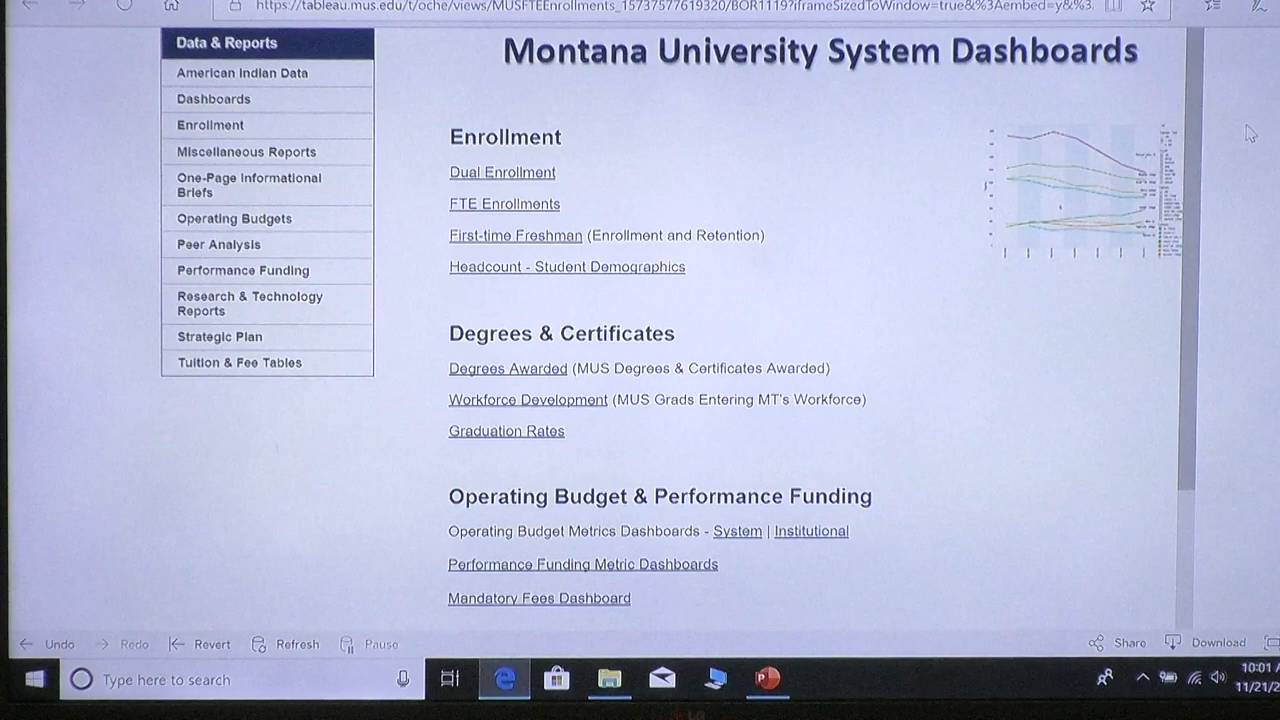 https://tableau.mus.edu/t/oche/views/MUSFTEEnrollments_15737577619320/BOR1119?iframeSizedToWindow=true&%3Aembed=y&%3.
Data & Reports
American Indian Data
Dashboards
Enrollment
Miscellaneous Reports
One-Page Informational
Briefs
Operating Budgets
Peer Analysis
Performance Funding
Research & Technology
Reports
Strategic Plan
Tuition & Fee Tables
Montana University System Dashboards
Enrollment
Dual Enrollment
FTE Enrollments
First-time Freshman (Enrollment and Retention)
Headcount - Student Demographics
Degrees & Certificates
Degrees Awarded (MUS Degrees & Certificates Awarded)
Workforce Development (MUS Grads Entering MT's Workforce)
Graduation Rates
Operating Budget & Performance Funding
Operating Budget Metrics Dashboards - System | Institutional
Performance Funding Metric Dashboards
Mandatory Fees Dashboard
Undo Redo Revert Refresh Pause Share Download
Type here to search
10:01 A
11/21/2